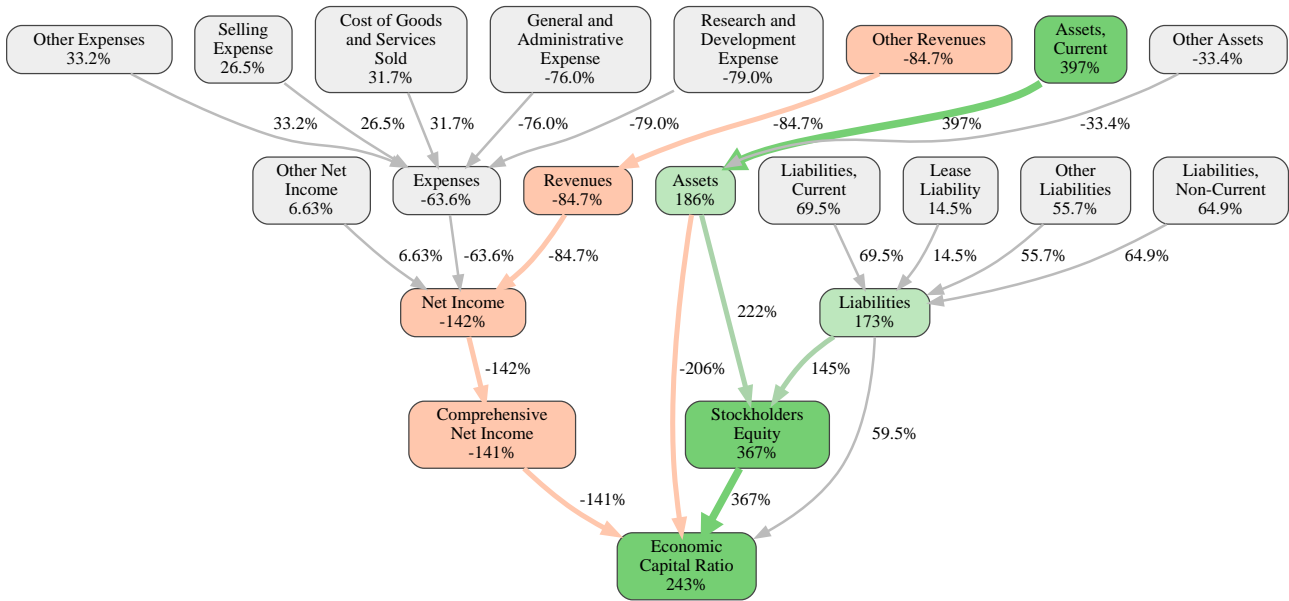 Other Expenses
33.2%
Selling
Expense
26.5%
Cost of Goods
and Services
Sold
31.7%
General and
Administrative
Expense
-76.0%
Research and
Development
Expense
-79.0%
Other Revenues
-84.7%
Assets,
Current
397%
Other Assets
-33.4%
33.2%
26.5%
31.7%
-76.0%
-79.0%
-84.7%
397%
-33.4%
Other Net
Income
6.63%
Expenses
-63.6%
Revenues
-84.7%
Assets
186%
Liabilities,
Current
69.5%
Lease
Liability
14.5%
Other
Liabilities
55.7%
Liabilities,
Non-Current
64.9%
6.63%
-63.6%
-84.7%
69.5%
14.5%
55.7%
64.9%
Net Income
-142%
222%
Liabilities
173%
-142%
-206%
145%
Comprehensive
Net Income
-141%
Stockholders
Equity
367%
59.5%
-141%
367%
Economic
Capital Ratio
243%